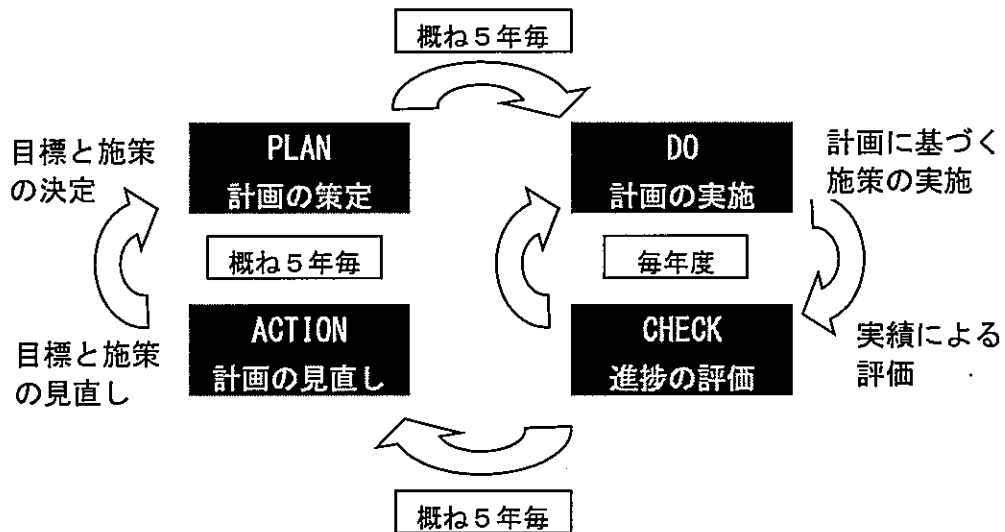 概ね５年毎
目標と施策
の決定
PLAN
計画の策定
DO
計画の実施
計画に基づく
施策の実施
概ね５年毎
毎年度
目標と施策
の見直し
ACTION
計画の見直し
CHECK
進捗の評価
実績による
評価
概ね５年毎